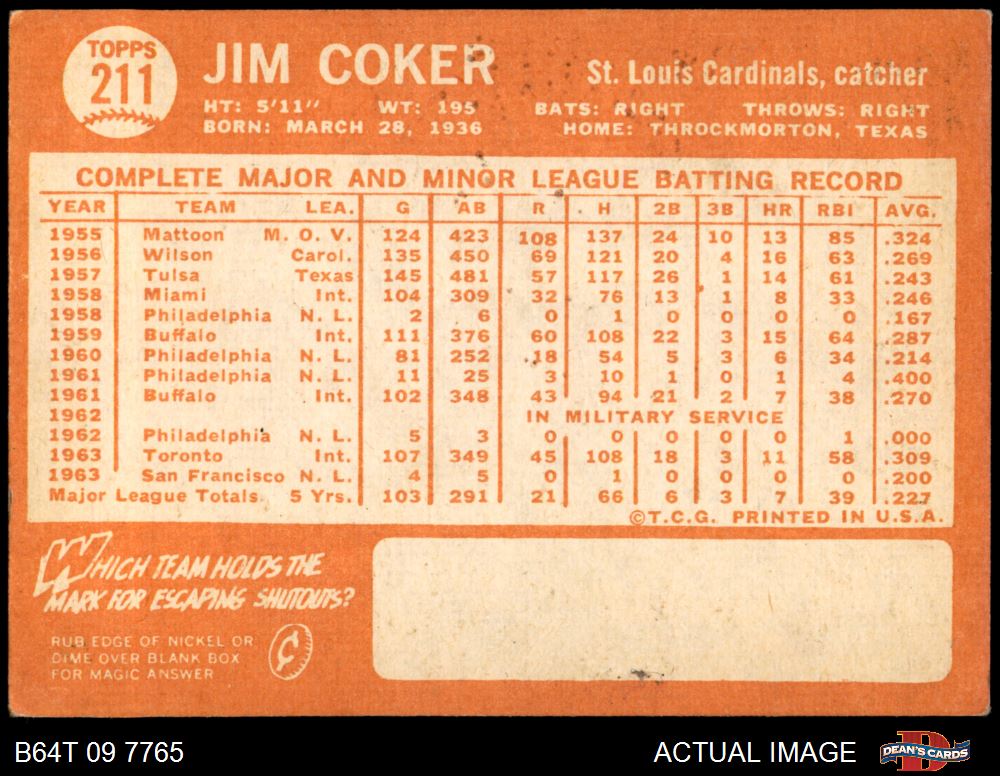 TOPPS
211
JIM COKER
St. Louis Cardinals, catcher
HT: 5'11" WT: 195 BATS: RIGHT THROWS: RIGHT
BORN: MARCH 28, 1936 HOME: THROCKMORTON, TEXAS
COMPLETE MAJOR AND MINOR LEAGUE BATTING RECORD
YEAR TEAM LEA. G AB R H 2B 3B HR RBI AVG.
1955 Mattoon M. O. V. 124 423 108 137 24 10 13 85 .324
1956 Wilson Carol. 135 450 69 121 20 4 16 63 .269
1957 Tulsa Texas 145 481 57 117 26 1 14 61 .243
1958 Miami Int. 104 309 32 76 13 1 8 33 .246
1958 Philadelphia N. L. 2 6 0 1 0 0 0 0 .167
1959 Buffalo Int. 111 376 60 108 22 3 15 64 .287
1960 Philadelphia N. L. 81 252 18 54 5 3 6 34 .214
1961 Philadelphia N. L. 11 25 3 10 1 0 1 4 .400
1961 Buffalo Int. 102 348 43 94 21 2 7 38 .270
1962 IN MILITARY SERVICE
1962 Philadelphia N. L. 5 3 0 0 0 0 0 1 .000
1963 Toronto Int. 107 349 45 108 18 3 11 58 .309
1963 San Francisco N. L. 4 5 0 1 0 0 0 0 .200
Major League Totals 5 Yrs. 103 291 21 66 6 3 7 39 .227
©T.C.G. PRINTED IN U.S.A.
WHICH TEAM HOLDS THE
MARK FOR ESCAPING SHUTOUTS?
RUB EDGE OF NICKEL OR
DIME OVER BLANK BOX
FOR MAGIC ANSWER
¢
B64T 09 7765
ACTUAL IMAGE
D
DEAN'S CARDS